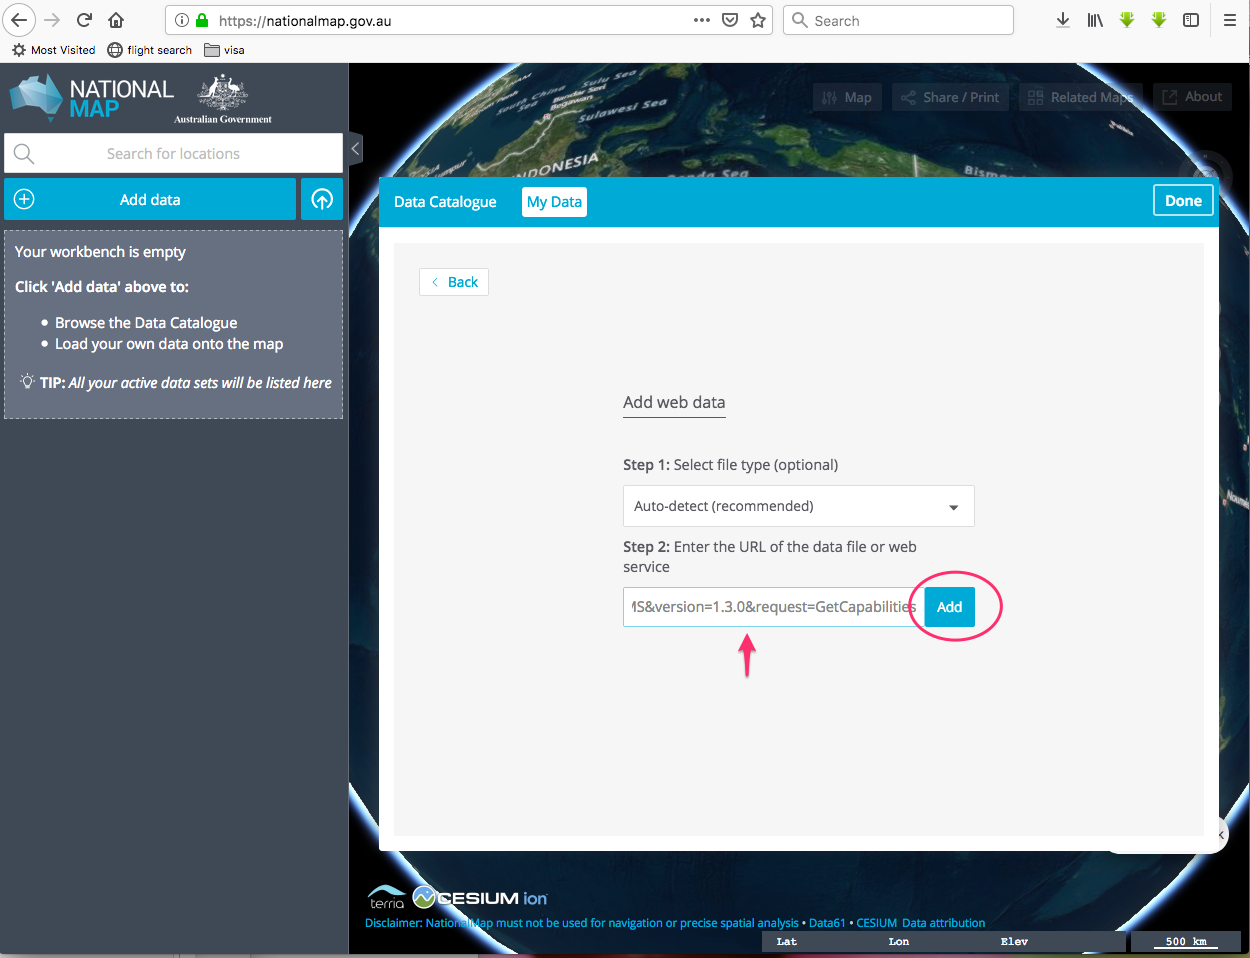 https://nationalmap.gov.au
Search
Most Visited
flight search
visa
NATIONAL
MAP
Australian Government
Search for locations
Add data
Your workbench is empty
Click 'Add data' above to:
Browse the Data Catalogue
Load your own data onto the map
TIP: All your active data sets will be listed here
Map
Share / Print
Related Maps
About
South China Sea
Sulu Sea
Bandar Seri
Begawan
Sulawesi Sea
INDONESIA
Banda Sea
Data Catalogue
My Data
Done
Back
Add web data
Step 1: Select file type (optional)
Auto-detect (recommended)
Step 2: Enter the URL of the data file or web
service
MS&version=1.3.0&request=GetCapabilities
Add
terria
CESIUM ion
Disclaimer: NationalMap must not be used for navigation or precise spatial analysis • Data61 • CESIUM Data attribution
Lat
Lon
Elev
500 km